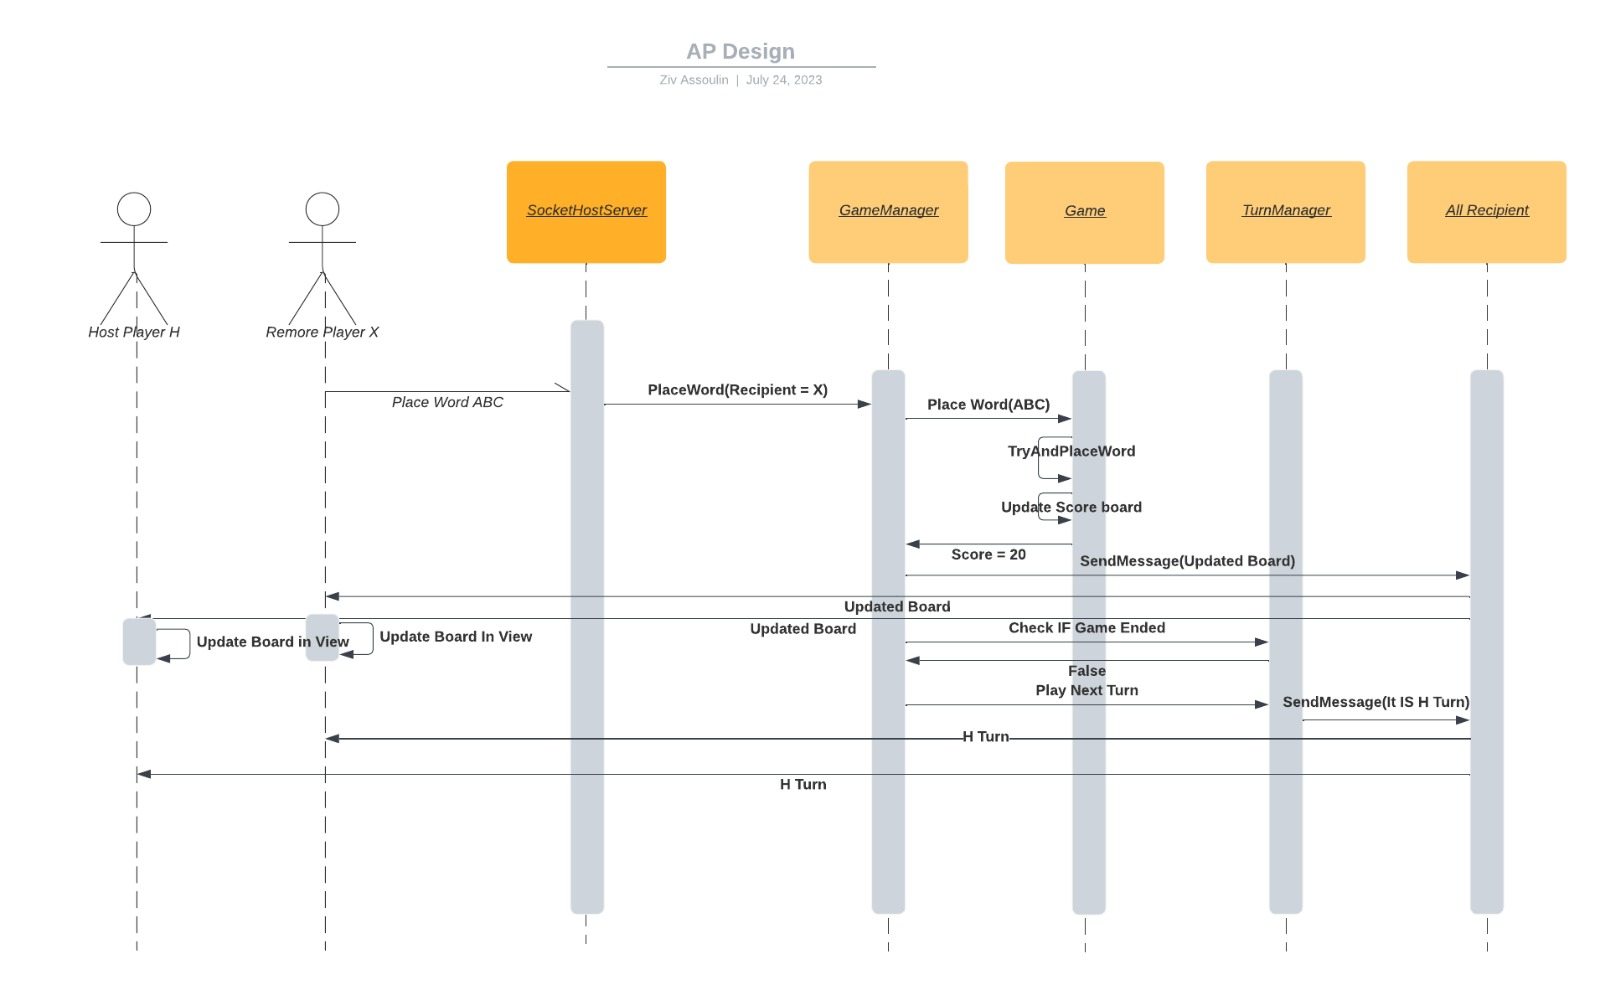 AP Design
Ziv Assoulin | July 24, 2023
SocketHostServer
GameManager
Game
TurnManager
All Recipient
Host Player H
Remore Player X
PlaceWord(Recipient = X)
Place Word ABC
Place Word(ABC)
TryAndPlaceWord
Update Score board
Score = 20
SendMessage(Updated Board)
Updated Board
Updated Board
Check IF Game Ended
Update Board in View
Update Board In View
False
Play Next Turn
SendMessage(It IS H Turn)
H Turn
H Turn